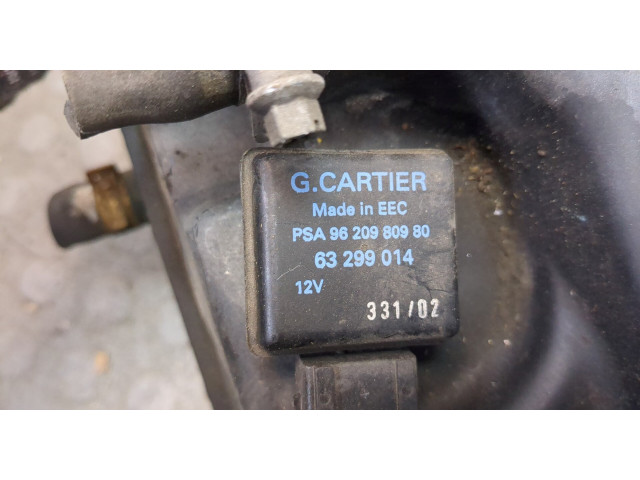 G.CARTIER
Made in EEC
PSA 96 209 809 80
63 299 014
12V
331/02